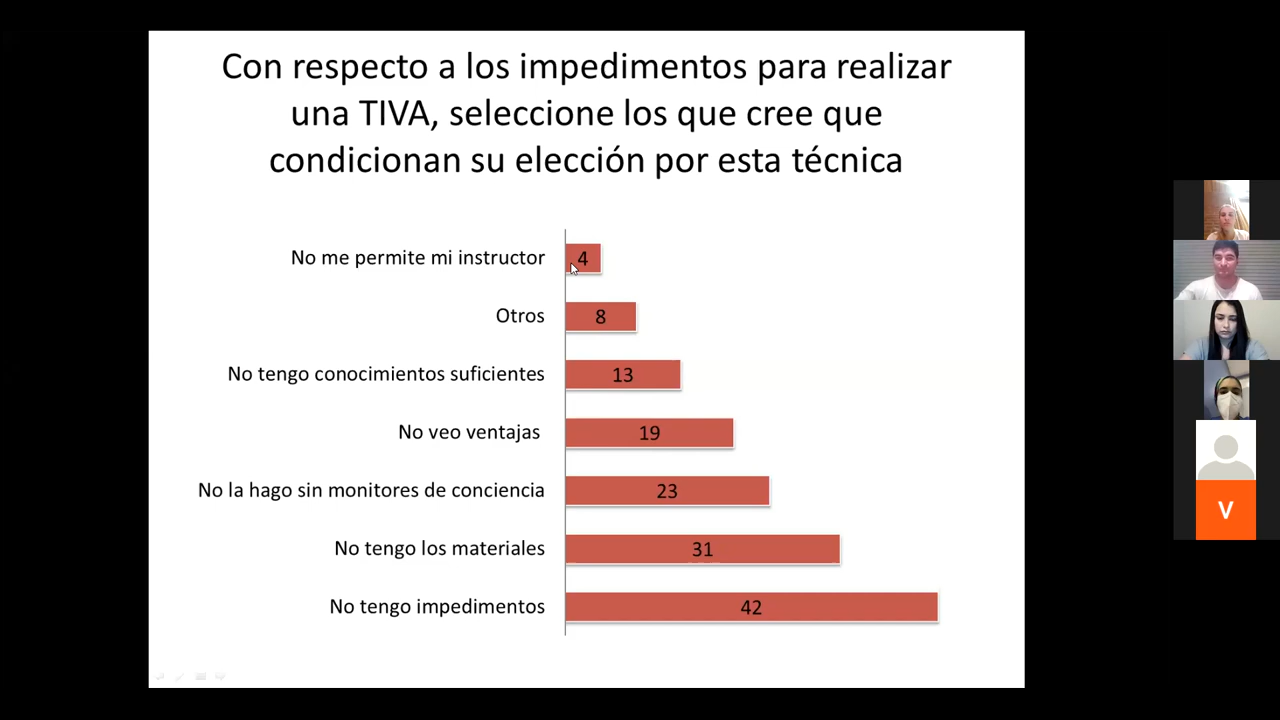 Con respecto a los impedimentos para realizar
una TIVA, seleccione los que cree que
condicionan su elección por esta técnica
No me permite mi instructor 4
Otros 8
No tengo conocimientos suficientes 13
No veo ventajas 19
No la hago sin monitores de conciencia 23
No tengo los materiales 31
No tengo impedimentos 42
V